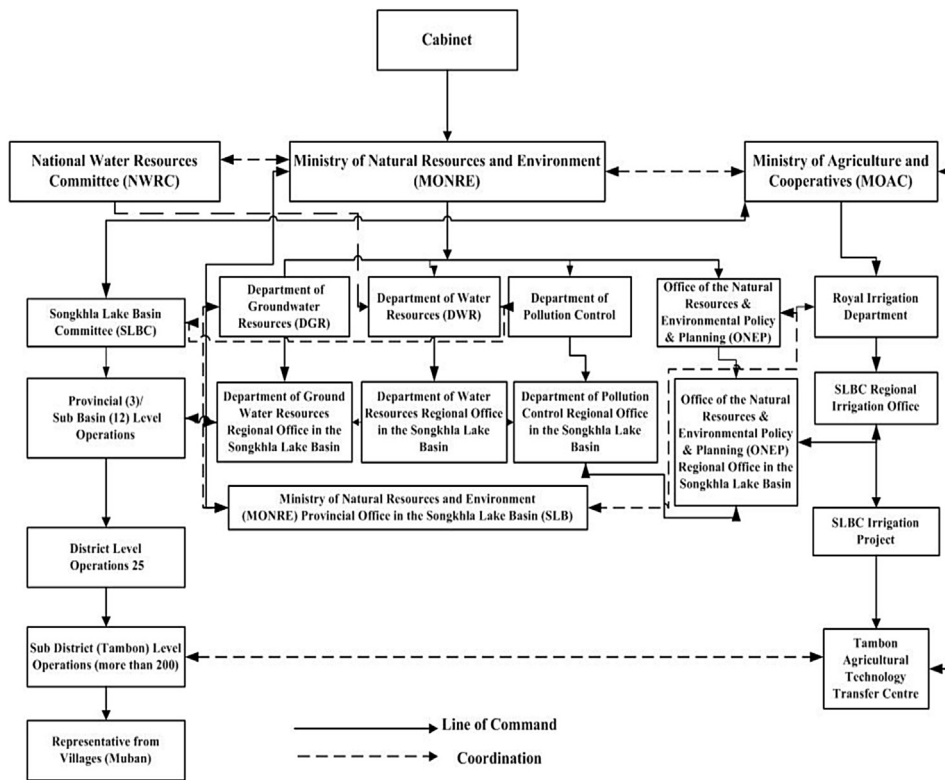 Cabinet
National Water Resources
Committee (NWRC)
Ministry of Natural Resources and Environment
(MONRE)
Ministry of Agriculture and
Cooperatives (MOAC)
Songkhla Lake Basin
Committee (SLBC)
Department of
Groundwater
Resources (DGR)
Department of Water
Resources (DWR)
Department of
Pollution Control
Office of the Natural
Resources &
Environmental Policy
& Planning (ONEP)
Royal Irrigation
Department
Provincial (3)/
Sub Basin (12) Level
Operations
Department of Ground
Water Resources
Regional Office in the
Songkhla Lake Basin
Department of Water
Resources Regional Office
in the Songkhla Lake
Basin
Department of Pollution
Control Regional Office
in the Songkhla Lake
Basin
Office of the Natural
Resources &
Environmental Policy
& Planning (ONEP)
Regional Office in the
Songkhla Lake Basin
SLBC Regional
Irrigation Office
Ministry of Natural Resources and Environment
(MONRE) Provincial Office in the Songkhla Lake Basin (SLB)
SLBC Irrigation
Project
District Level
Operations 25
Sub District (Tambon) Level
Operations (more than 200)
Tambon
Agricultural
Technology
Transfer Centre
Representative from
Villages (Muban)
Line of Command
Coordination